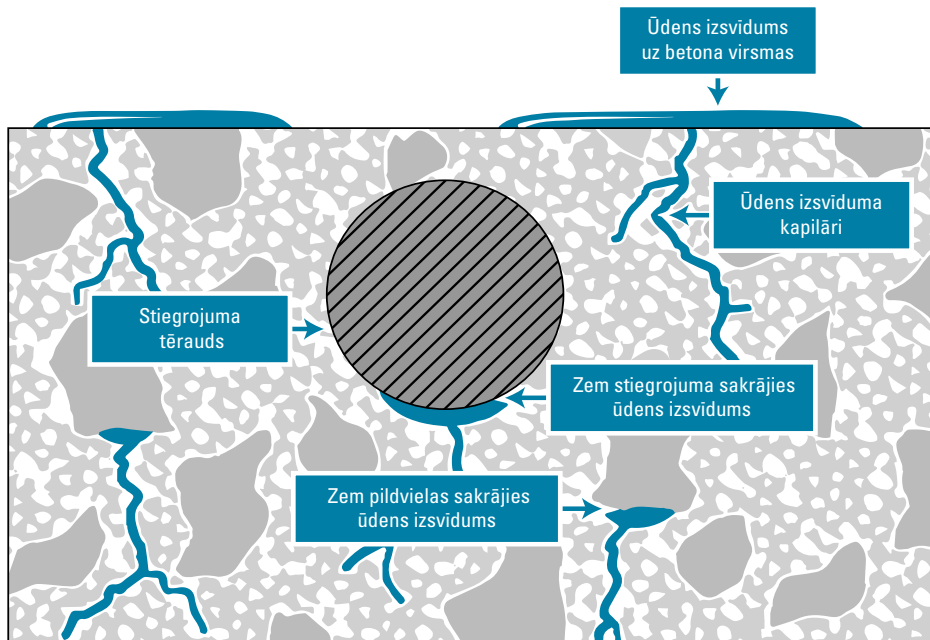 Ūdens izsvīdums
uz betona virsmas
Ūdens izsvīduma
kapilāri
Stiegrojuma
tērauds
Zem stiegrojuma sakrājies
ūdens izsvīdums
Zem pildvielas sakrājies
ūdens izsvīdums